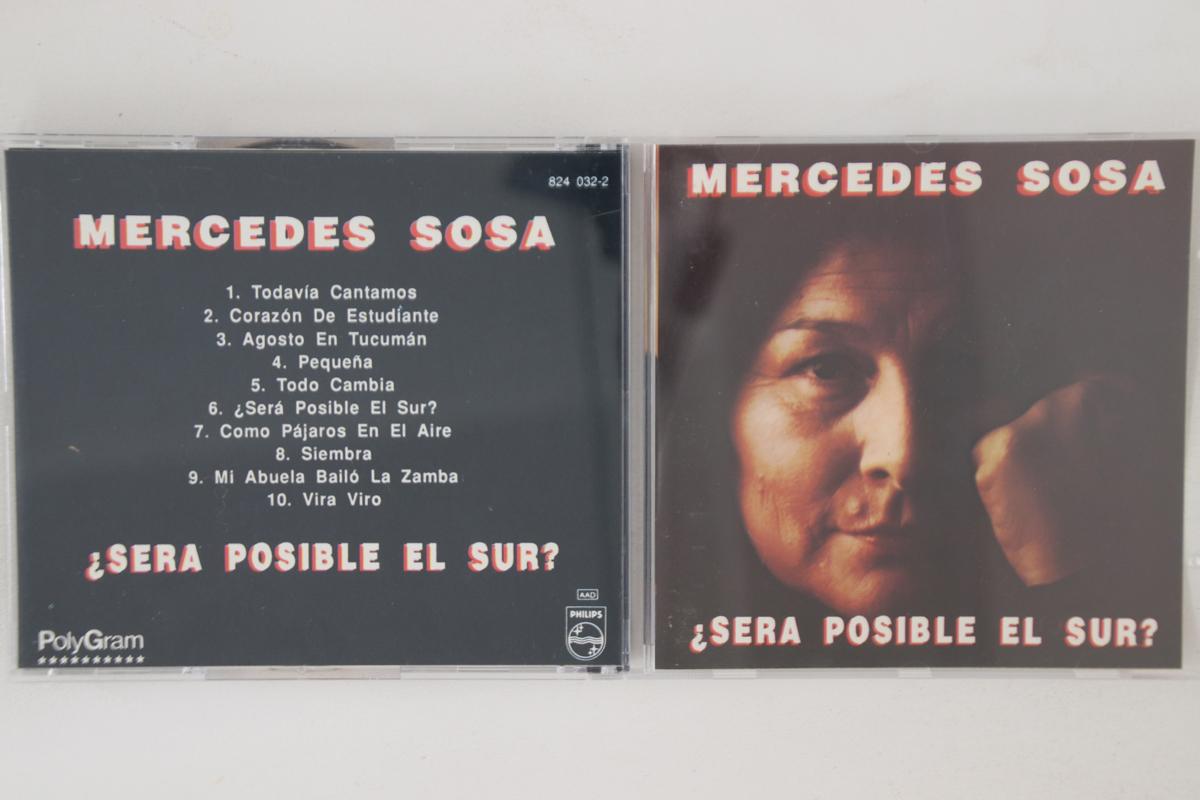 824 032-2
MERCEDES SOSA
1. Todavía Cantamos
2. Corazón De Estudíante
3. Agosto En Tucumán
4. Pequeña
5. Todo Cambia
6. ¿Será Posible El Sur?
7. Como Pájaros En El Aire
8. Siembra
9. Mi Abuela Bailó La Zamba
10. Vira Viro
¿SERA POSIBLE EL SUR?
AAD
PHILIPS
PolyGram
MERCEDES SOSA
¿SERA POSIBLE EL SUR?